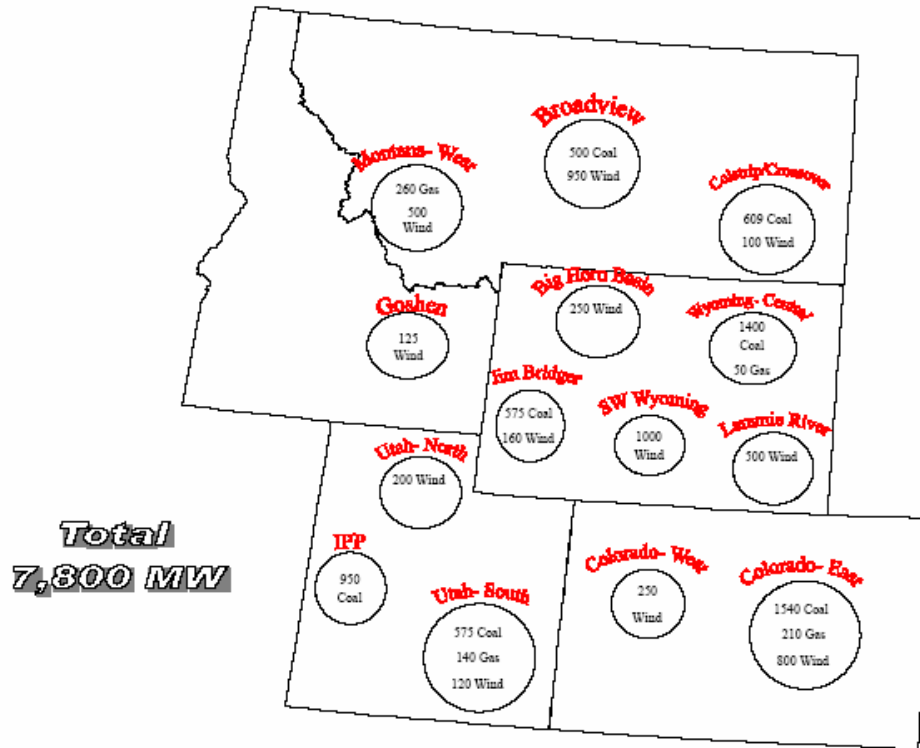 Broadview
500 Coal
950 Wind
Montana- West
260 Gas
500
Wind
Colstrip/Crossover
609 Coal
100 Wind
Big Horn Basin
250 Wind
Wyoming- Central
1400
Coal
50 Gas
Goshen
125
Wind
Jim Bridger
575 Coal
160 Wind
SW Wyoming
1000
Wind
Laramie River
500 Wind
Utah- North
200 Wind
Total
7,800 MW
IPP
950
Coal
Utah- South
575 Coal
140 Gas
120 Wind
Colorado- West
250
Wind
Colorado- East
1540 Coal
210 Gas
800 Wind